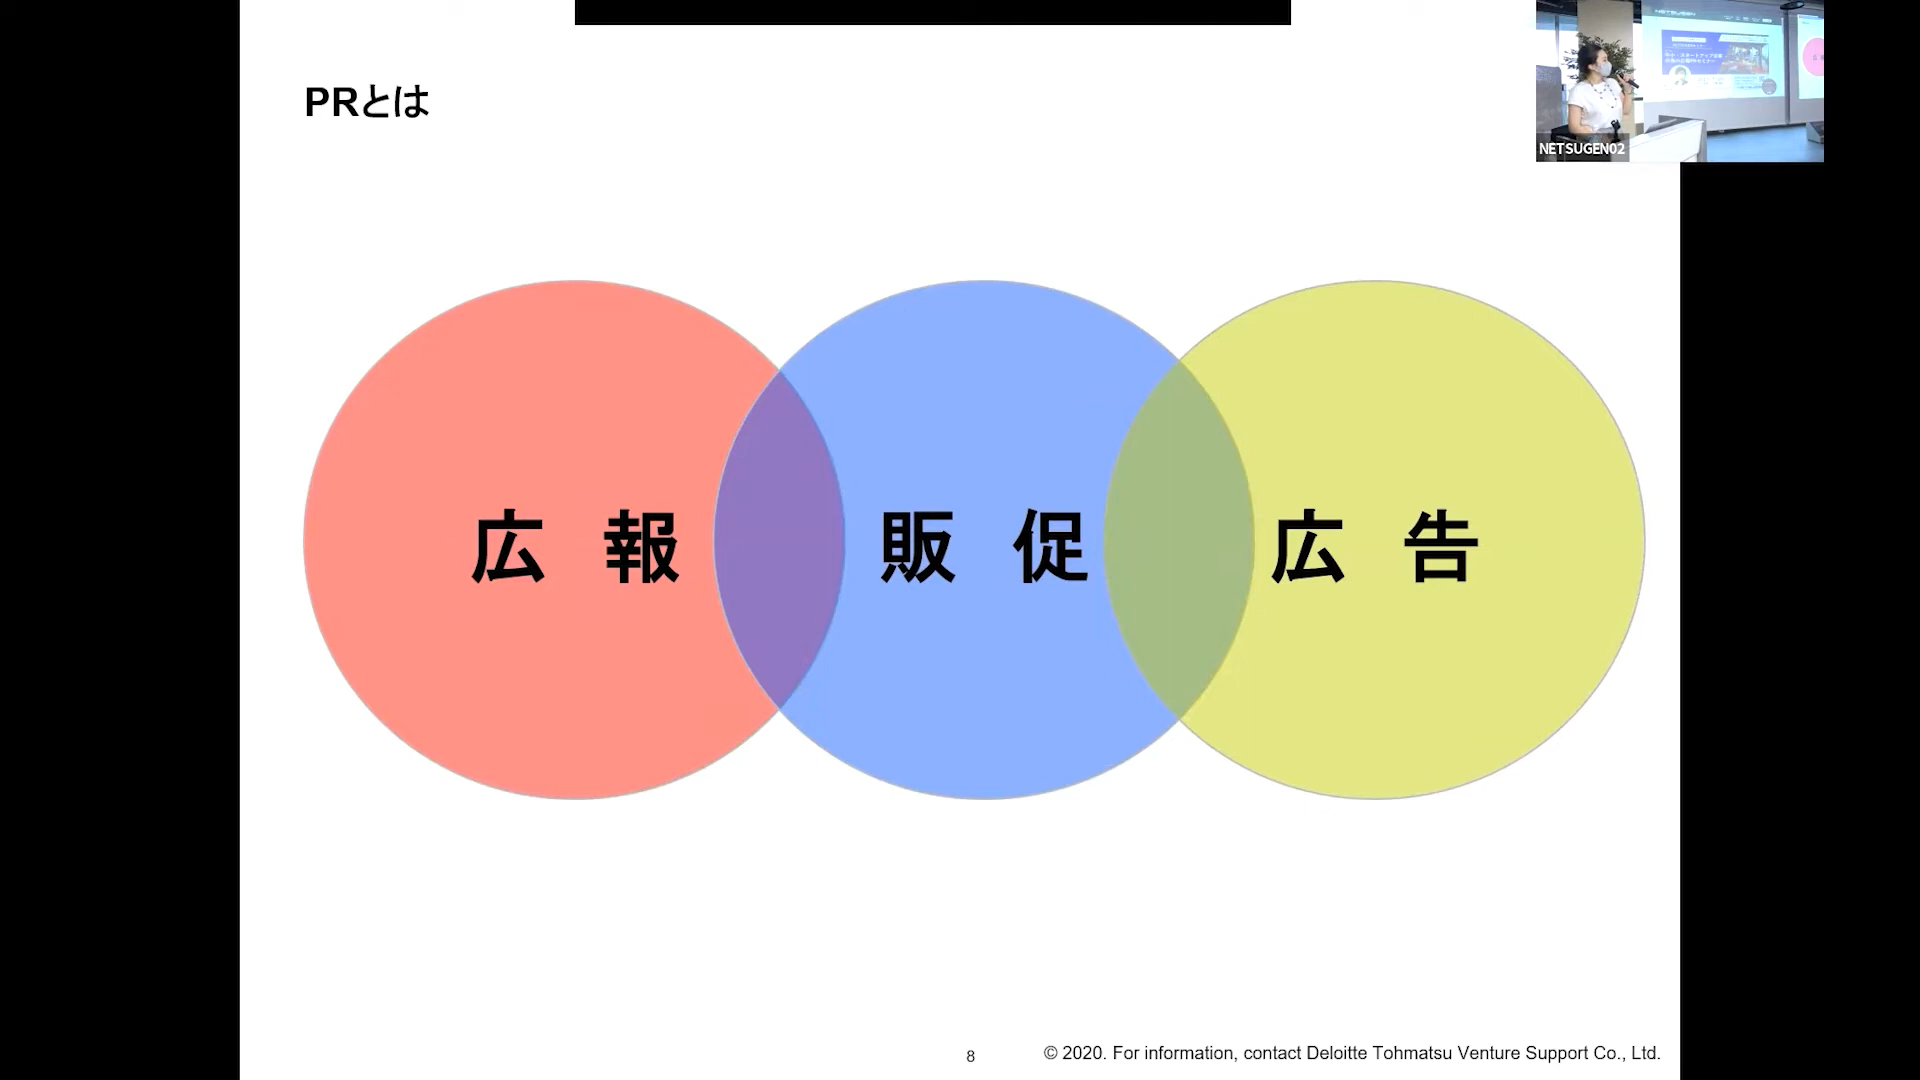 PRとは
NETSUGEN02
広 報
販 促
広 告
8
© 2020. For information, contact Deloitte Tohmatsu Venture Support Co., Ltd.